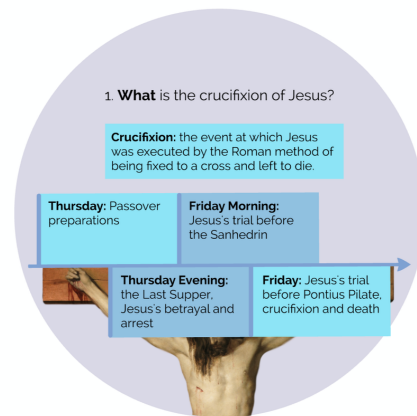 1. What is the crucifixion of Jesus?
Crucifixion: the event at which Jesus
was executed by the Roman method of
being fixed to a cross and left to die.
Thursday: Passover
preparations
Friday Morning:
Jesus's trial before
the Sanhedrin
Thursday Evening:
the Last Supper,
Jesus's betrayal and
arrest
Friday: Jesus's trial
before Pontius Pilate,
crucifixion and death